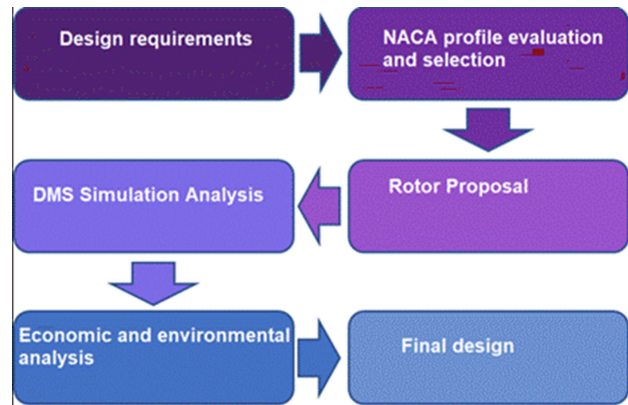 Design requirements
NACA profile evaluation
and selection
Rotor Proposal
DMS Simulation Analysis
Economic and environmental
analysis
Final design